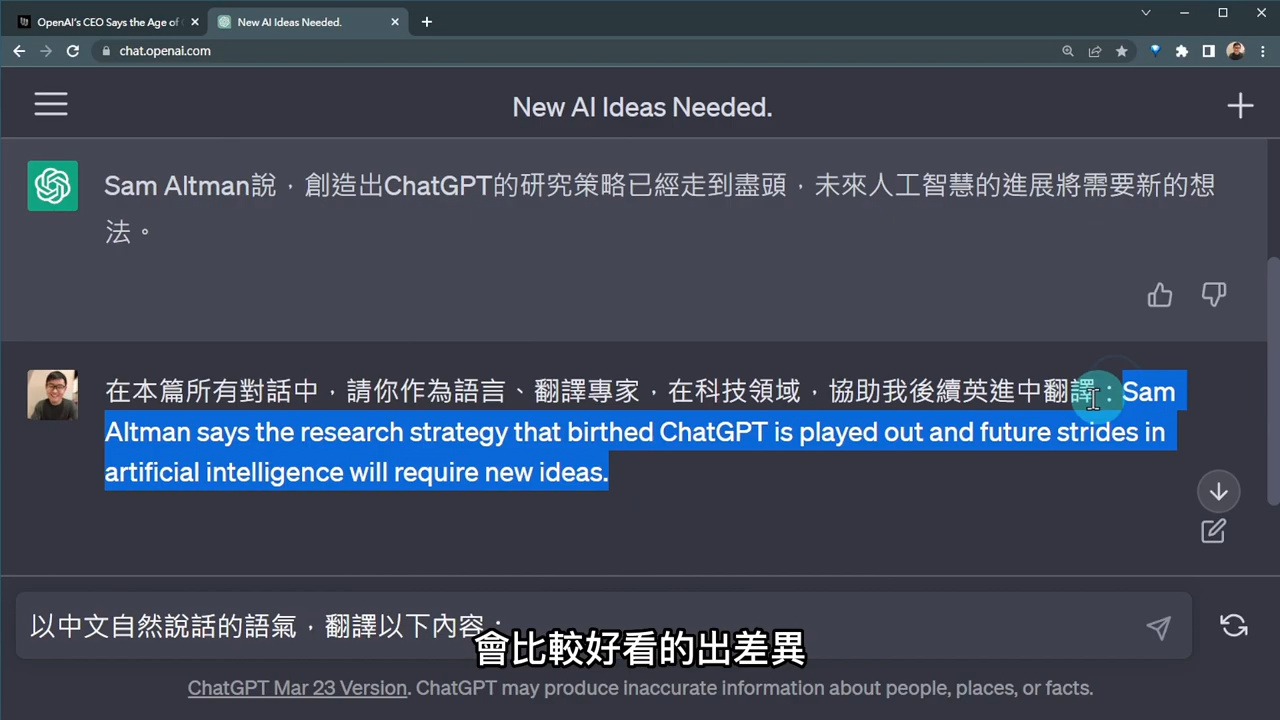 OpenAI's CEO Says the Age of
New AI Ideas Needed.
chat.openai.com
New AI Ideas Needed.
Sam Altman說，創造出ChatGPT的研究策略已經走到盡頭，未來人工智慧的進展將需要新的想
法。
在本篇所有對話中，請你作為語言、翻譯專家，在科技領域，協助我後續英進中翻譯：Sam
Altman says the research strategy that birthed ChatGPT is played out and future strides in
artificial intelligence will require new ideas.
以中文自然說話的語氣，翻譯以下內容：
會比較好看的出差異
ChatGPT Mar 23 Version. ChatGPT may produce inaccurate information about people, places, or facts.